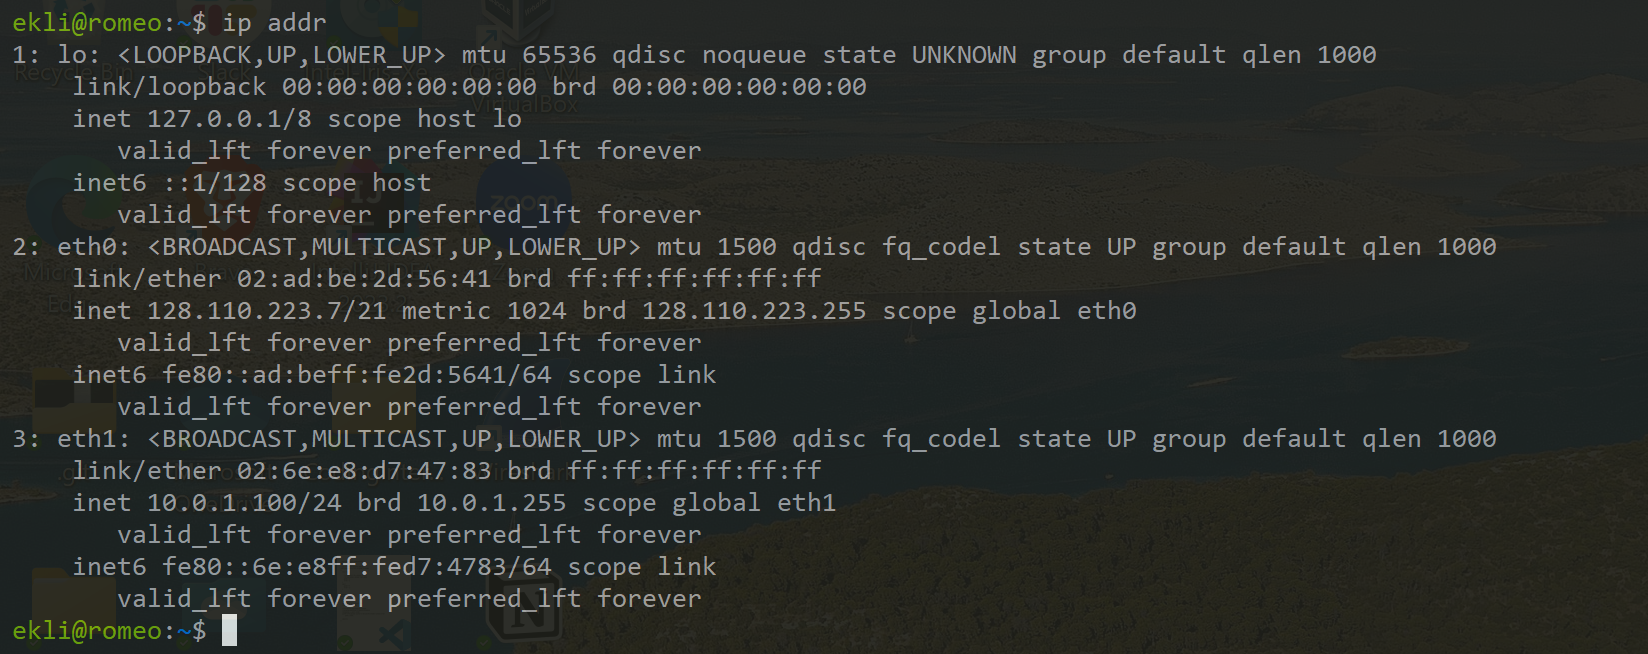 ekli@romeo:~$ ip addr
1: lo: <LOOPBACK,UP,LOWER_UP> mtu 65536 qdisc noqueue state UNKNOWN group default qlen 1000
    link/loopback 00:00:00:00:00:00 brd 00:00:00:00:00:00
    inet 127.0.0.1/8 scope host lo
       valid_lft forever preferred_lft forever
    inet6 ::1/128 scope host
       valid_lft forever preferred_lft forever
2: eth0: <BROADCAST,MULTICAST,UP,LOWER_UP> mtu 1500 qdisc fq_codel state UP group default qlen 1000
    link/ether 02:ad:be:2d:56:41 brd ff:ff:ff:ff:ff:ff
    inet 128.110.223.7/21 metric 1024 brd 128.110.223.255 scope global eth0
       valid_lft forever preferred_lft forever
    inet6 fe80::ad:beff:fe2d:5641/64 scope link
       valid_lft forever preferred_lft forever
3: eth1: <BROADCAST,MULTICAST,UP,LOWER_UP> mtu 1500 qdisc fq_codel state UP group default qlen 1000
    link/ether 02:6e:e8:d7:47:83 brd ff:ff:ff:ff:ff:ff
    inet 10.0.1.100/24 brd 10.0.1.255 scope global eth1
       valid_lft forever preferred_lft forever
    inet6 fe80::6e:e8ff:fed7:4783/64 scope link
       valid_lft forever preferred_lft forever
ekli@romeo:~$
Recycle Bin
Slack
VirtualBox
zoom